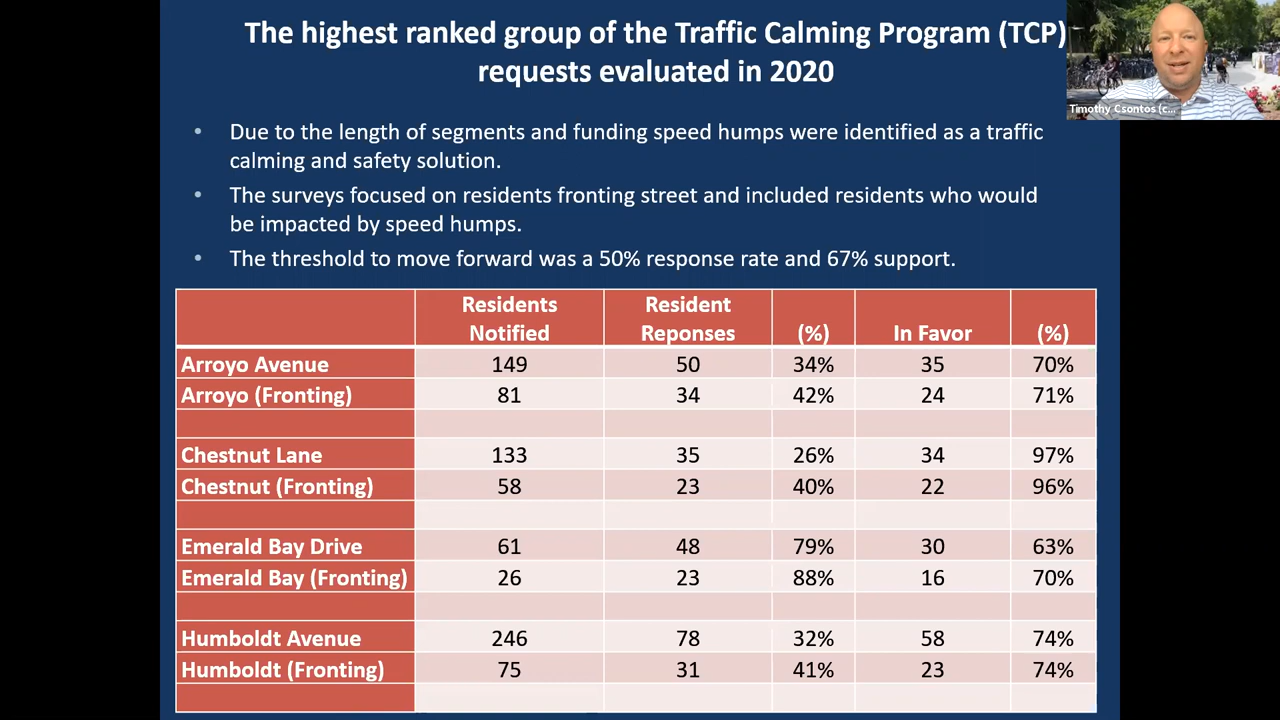 The highest ranked group of the Traffic Calming Program (TCP)
requests evaluated in 2020
Timothy Csontos (c...
• Due to the length of segments and funding speed humps were identified as a traffic
calming and safety solution.
• The surveys focused on residents fronting street and included residents who would
be impacted by speed humps.
• The threshold to move forward was a 50% response rate and 67% support.
Residents Notified Resident Reponses (%) In Favor (%)
Arroyo Avenue 149 50 34% 35 70%
Arroyo (Fronting) 81 34 42% 24 71%
Chestnut Lane 133 35 26% 34 97%
Chestnut (Fronting) 58 23 40% 22 96%
Emerald Bay Drive 61 48 79% 30 63%
Emerald Bay (Fronting) 26 23 88% 16 70%
Humboldt Avenue 246 78 32% 58 74%
Humboldt (Fronting) 75 31 41% 23 74%